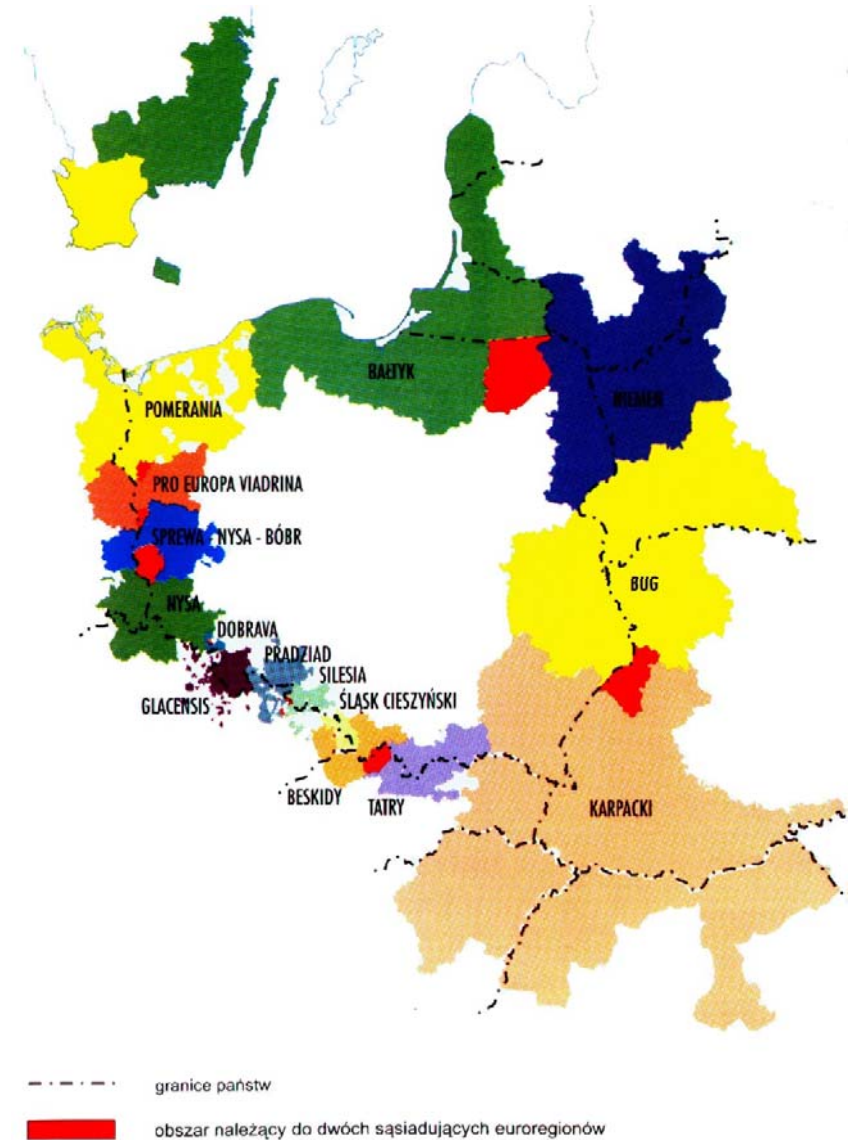 BAŁTYK
NIEMEN
POMERANIA
PRO EUROPA VIADRINA
SPREWA - NYSA - BÓBR
BUG
NYSA
DOBRAVA
PRADZIAD
SILESIA
GLACENSIS
ŚLĄSK CIESZYŃSKI
BESKIDY
TATRY
KARPACKI
granice państw
obszar należący do dwóch sąsiadujących euroregionów